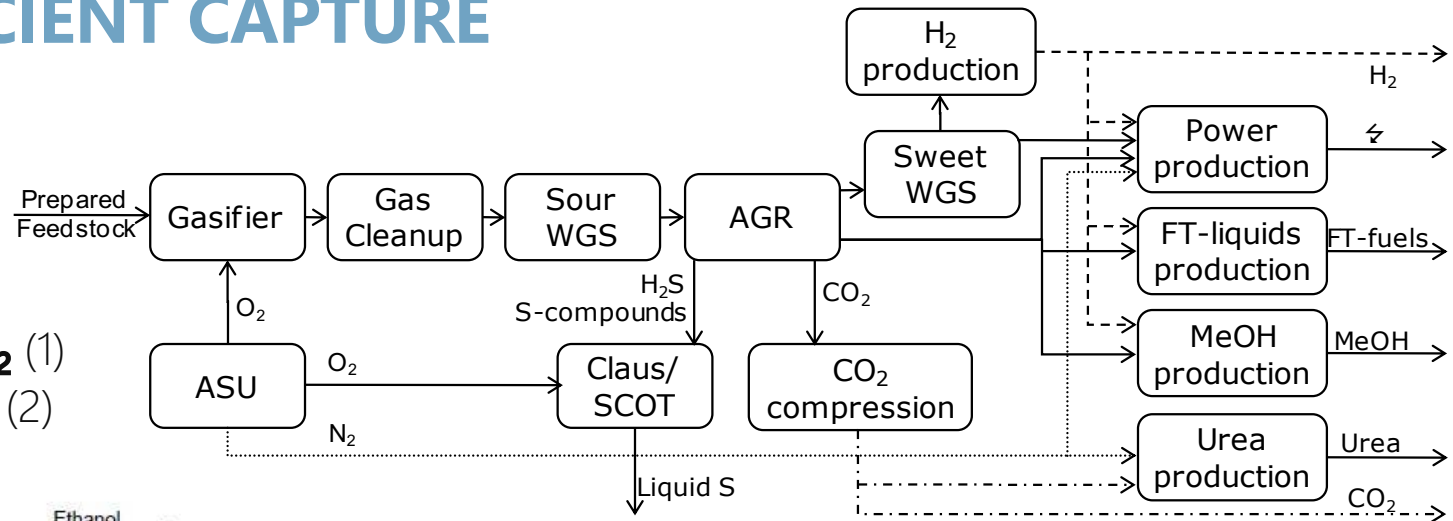 CIENT CAPTURE
H₂
production
H₂
Power
production
Sweet
WGS
Prepared
Feedstock
Gasifier
Gas
Cleanup
Sour
WGS
AGR
FT-liquids
production
FT-fuels
H₂S
S-compounds
CO₂
O₂
MeOH
production
MeOH
₂ (1)
(2)
ASU
O₂
Claus/
SCOT
CO₂
compression
N₂
Urea
production
Urea
Liquid S
CO₂
Ethanol